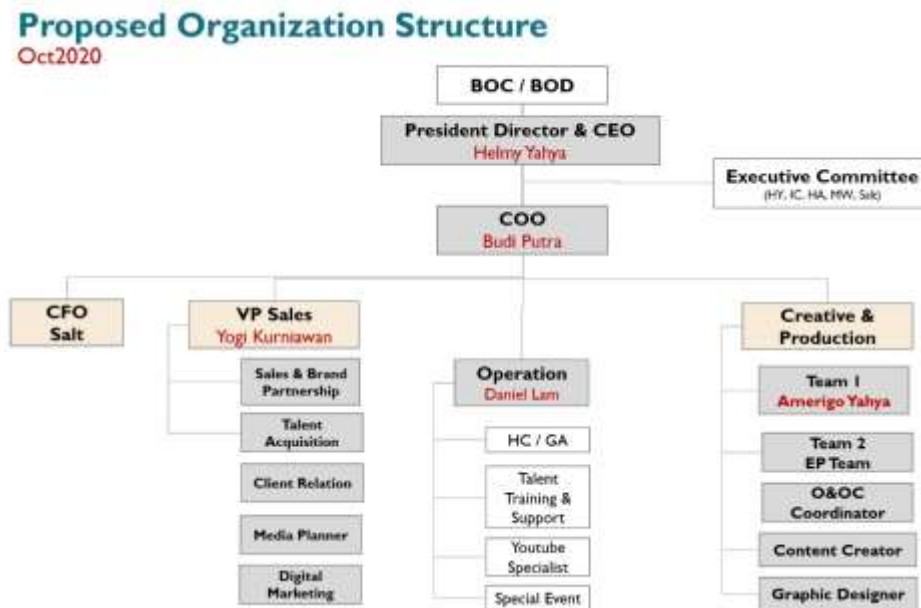 Proposed Organization Structure
Oct2020
BOC / BOD
President Director & CEO
Helmy Yahya
Executive Committee
(HY, IC, HA, MW, Salt)
COO
Budi Putra
CFO
Salt
VP Sales
Yogi Kurniawan
Sales & Brand
Partnership
Talent
Acquisition
Client Relation
Media Planner
Digital
Marketing
Operation
Daniel Lam
HC / GA
Talent
Training &
Support
Youtube
Specialist
Special Event
Creative &
Production
Team 1
Amerigo Yahya
Team 2
EP Team
O&OC
Coordinator
Content Creator
Graphic Designer